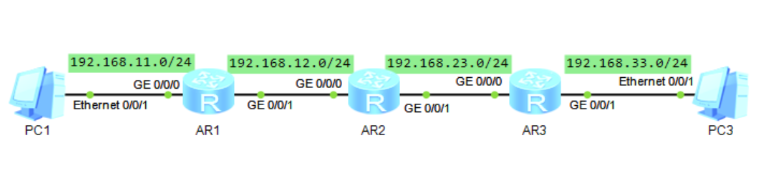 192.168.11.0/24 192.168.12.0/24 192.168.23.0/24 192.168.33.0/24
GE 0/0/0 GE 0/0/0 GE 0/0/0 Ethernet 0/0/1
Ethernet 0/0/1 GE 0/0/1 GE 0/0/1 GE 0/0/1
R R R
PC1 AR1 AR2 AR3 PC3